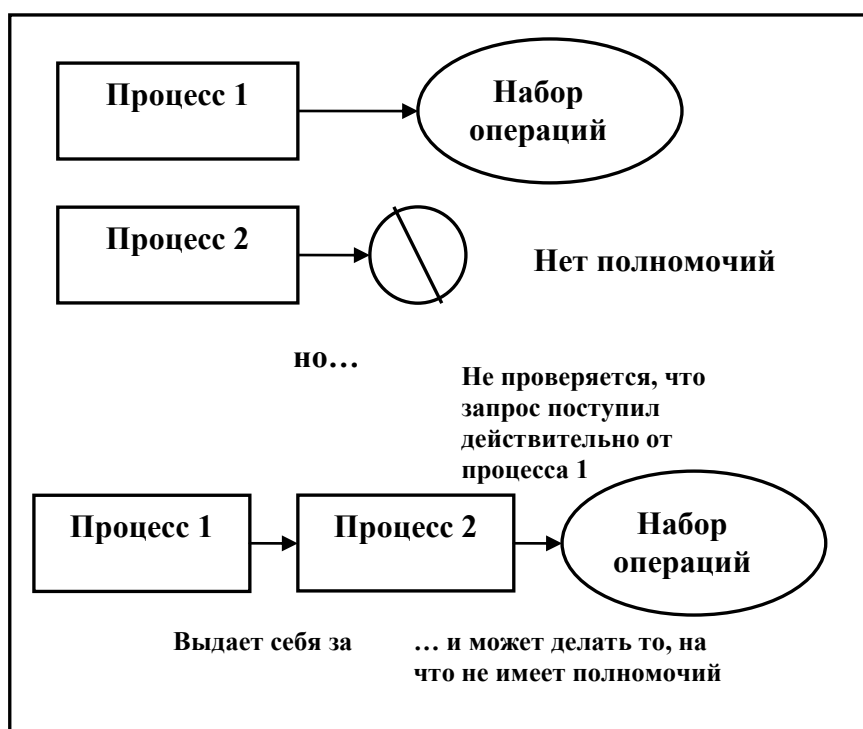 Процесс 1
Набор
операций
Процесс 2
Нет полномочий
но…
Не проверяется, что
запрос поступил
действительно от
процесса 1
Процесс 1
Процесс 2
Набор
операций
Выдает себя за
… и может делать то, на
что не имеет полномочий